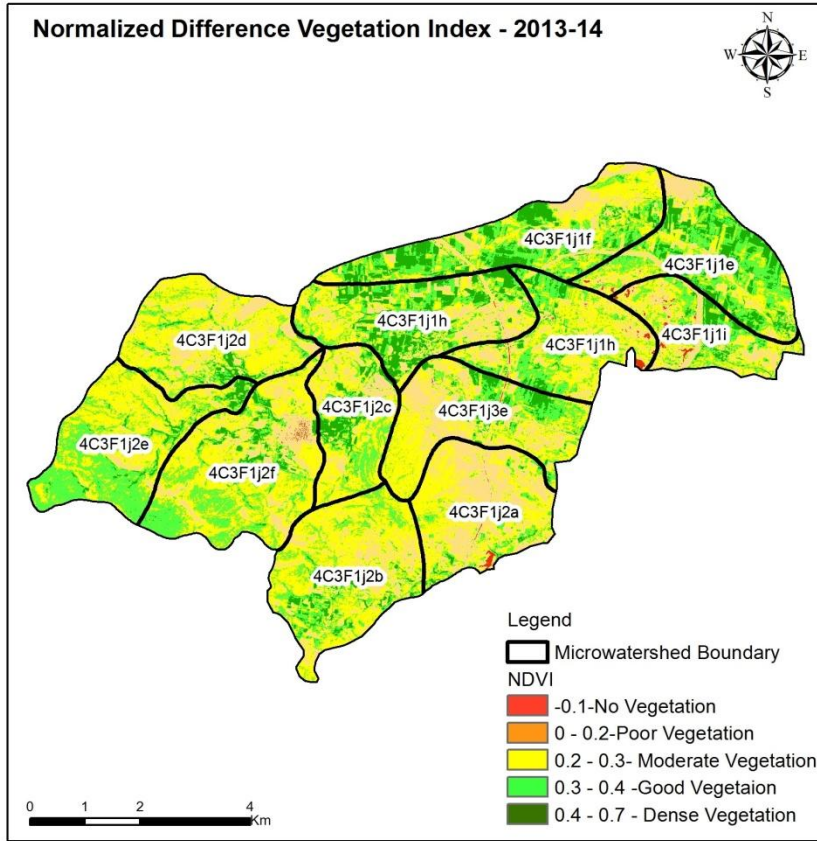 Normalized Difference Vegetation Index - 2013-14
N
W E
S
4C3F1j1f
4C3F1j1e
4C3F1j1h
4C3F1j1i
4C3F1j2d
4C3F1j1h
4C3F1j2c
4C3F1j3e
4C3F1j2e
4C3F1j2f
4C3F1j2a
4C3F1j2b
Legend
Microwatershed Boundary
NDVI
-0.1-No Vegetation
0 - 0.2-Poor Vegetation
0.2 - 0.3- Moderate Vegetation
0.3 - 0.4 -Good Vegetaion
0.4 - 0.7 - Dense Vegetation
0 1 2 4
Km